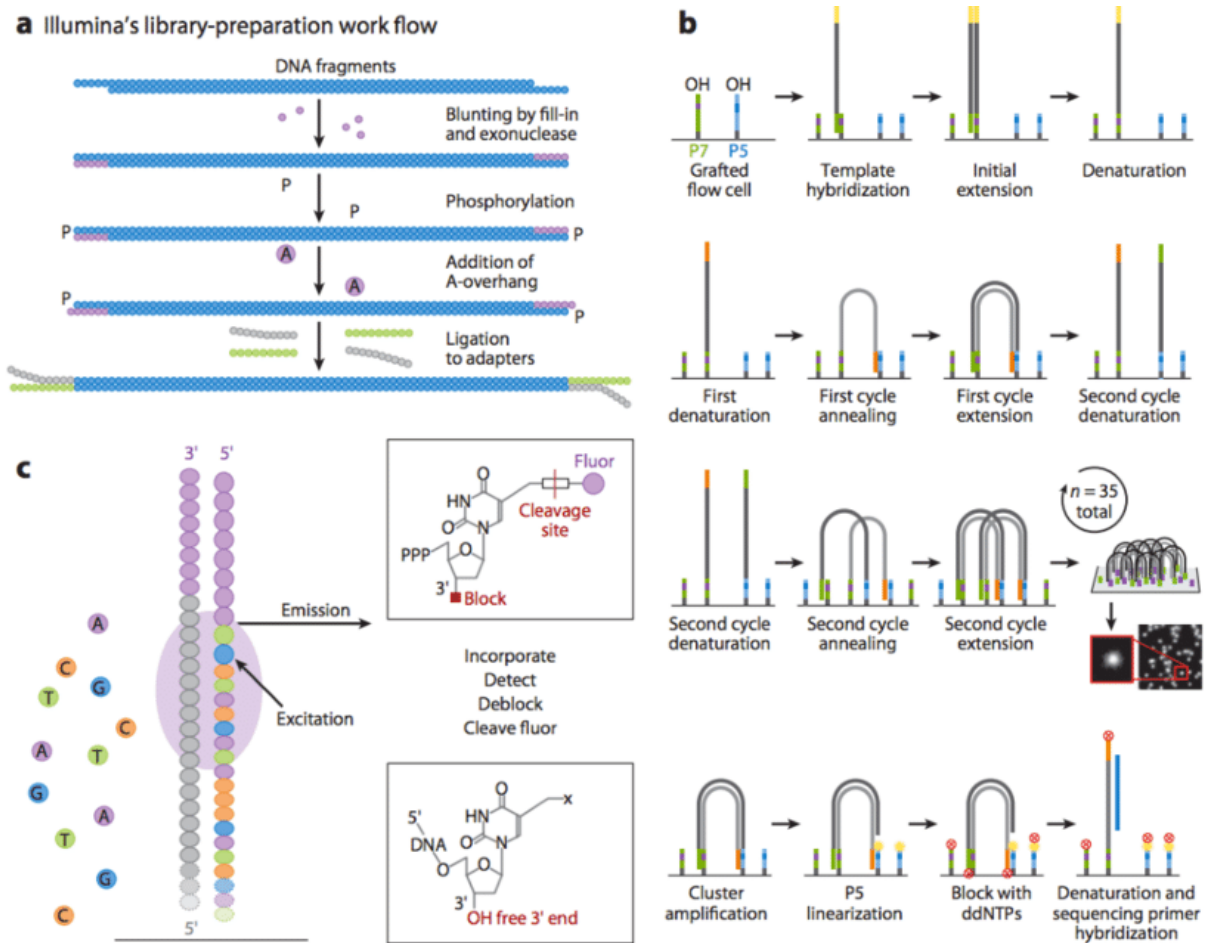 a Illumina's library-preparation work flow
DNA fragments
Blunting by fill-in
and exonuclease
P
P
Phosphorylation
P
P
A
A
Addition of
A-overhang
P
P
Ligation
to adapters
b
OH OH
P7 P5
Grafted
flow cell
Template
hybridization
Initial
extension
Denaturation
First
denaturation
First cycle
annealing
First cycle
extension
Second cycle
denaturation
n = 35
total
Second cycle
denaturation
Second cycle
annealing
Second cycle
extension
Cluster
amplification
P5
linearization
Block with
ddNTPs
Denaturation and
sequencing primer
hybridization
c
3' 5'
A
C
G
T
C
A
T
G
A
T
G
C
5'
Emission
Excitation
Fluor
O
HN
Cleavage
site
O
N
PPP
O
3'
Block
Incorporate
Detect
Deblock
Cleave fluor
O
x
HN
5'
O
N
DNA
O
O
3'
OH free 3' end